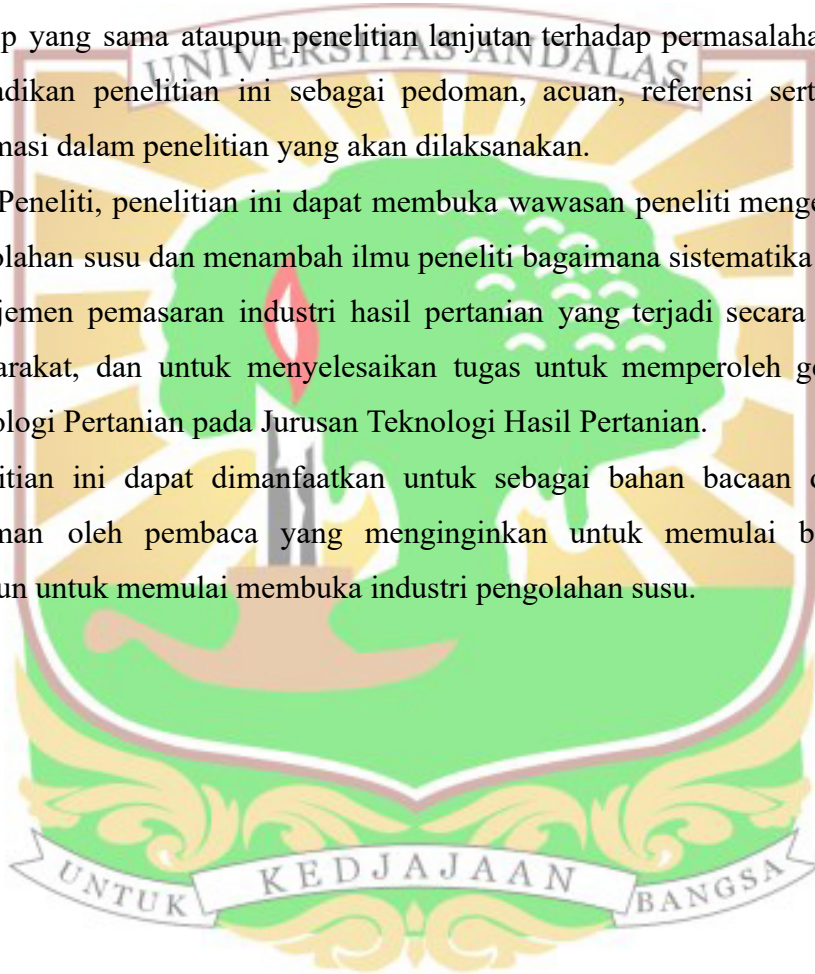 p yang sama ataupun penelitian lanjutan terhadap permasalaha
UNIVERSITAS ANDALAS
adikan penelitian ini sebagai pedoman, acuan, referensi sert
masi dalam penelitian yang akan dilaksanakan.
Peneliti, penelitian ini dapat membuka wawasan peneliti menge
olahan susu dan menambah ilmu peneliti bagaimana sistematika
jemen pemasaran industri hasil pertanian yang terjadi secara
arakat, dan untuk menyelesaikan tugas untuk memperoleh g
ologi Pertanian pada Jurusan Teknologi Hasil Pertanian.
itian ini dapat dimanfaatkan untuk sebagai bahan bacaan
man oleh pembaca yang menginginkan untuk memulai b
un untuk memulai membuka industri pengolahan susu.
UNTUK KEDJAJAAN BANGSA